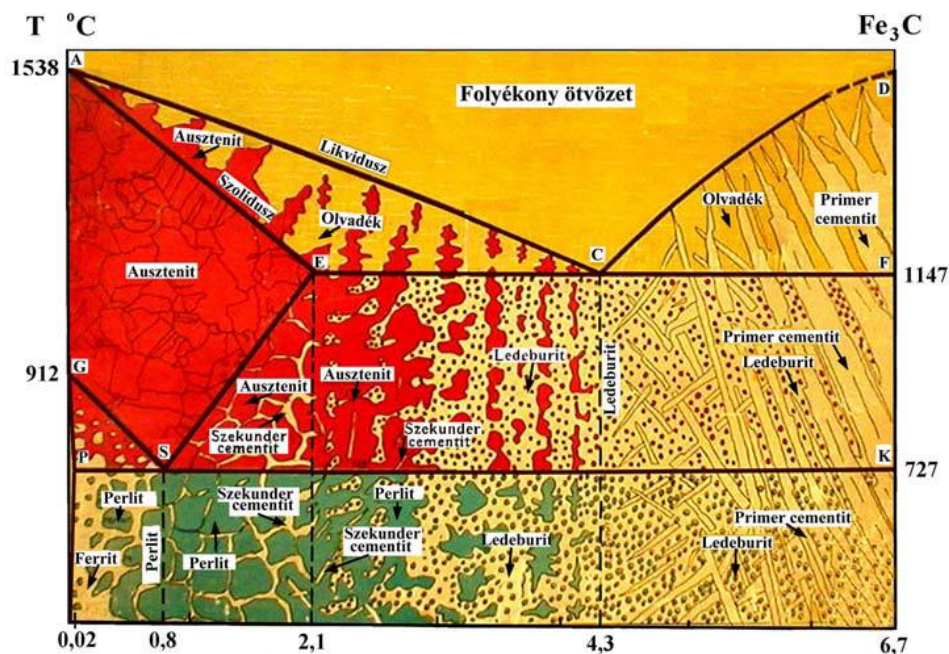 T °C
Fe₃C
1538
A
D
Folyékony ötvözet
Ausztenit
Likvidusz
Szolidusz
Olvadék
Olvadék
Primer
cementit
E
C
F
1147
Ausztenit
Primer cementit
Ledeburit
Ledeburit
Ledeburit
912
G
Ausztenit
Ausztenit
Szekunder
cementit
Szekunder
cementit
P
S
K
727
Perlit
Szekunder
cementit
Perlit
Primer cementit
Perlit
Szekunder
cementit
Ledeburit
Ledeburit
Ferrit
Perlit
0,02
0,8
2,1
4,3
6,7